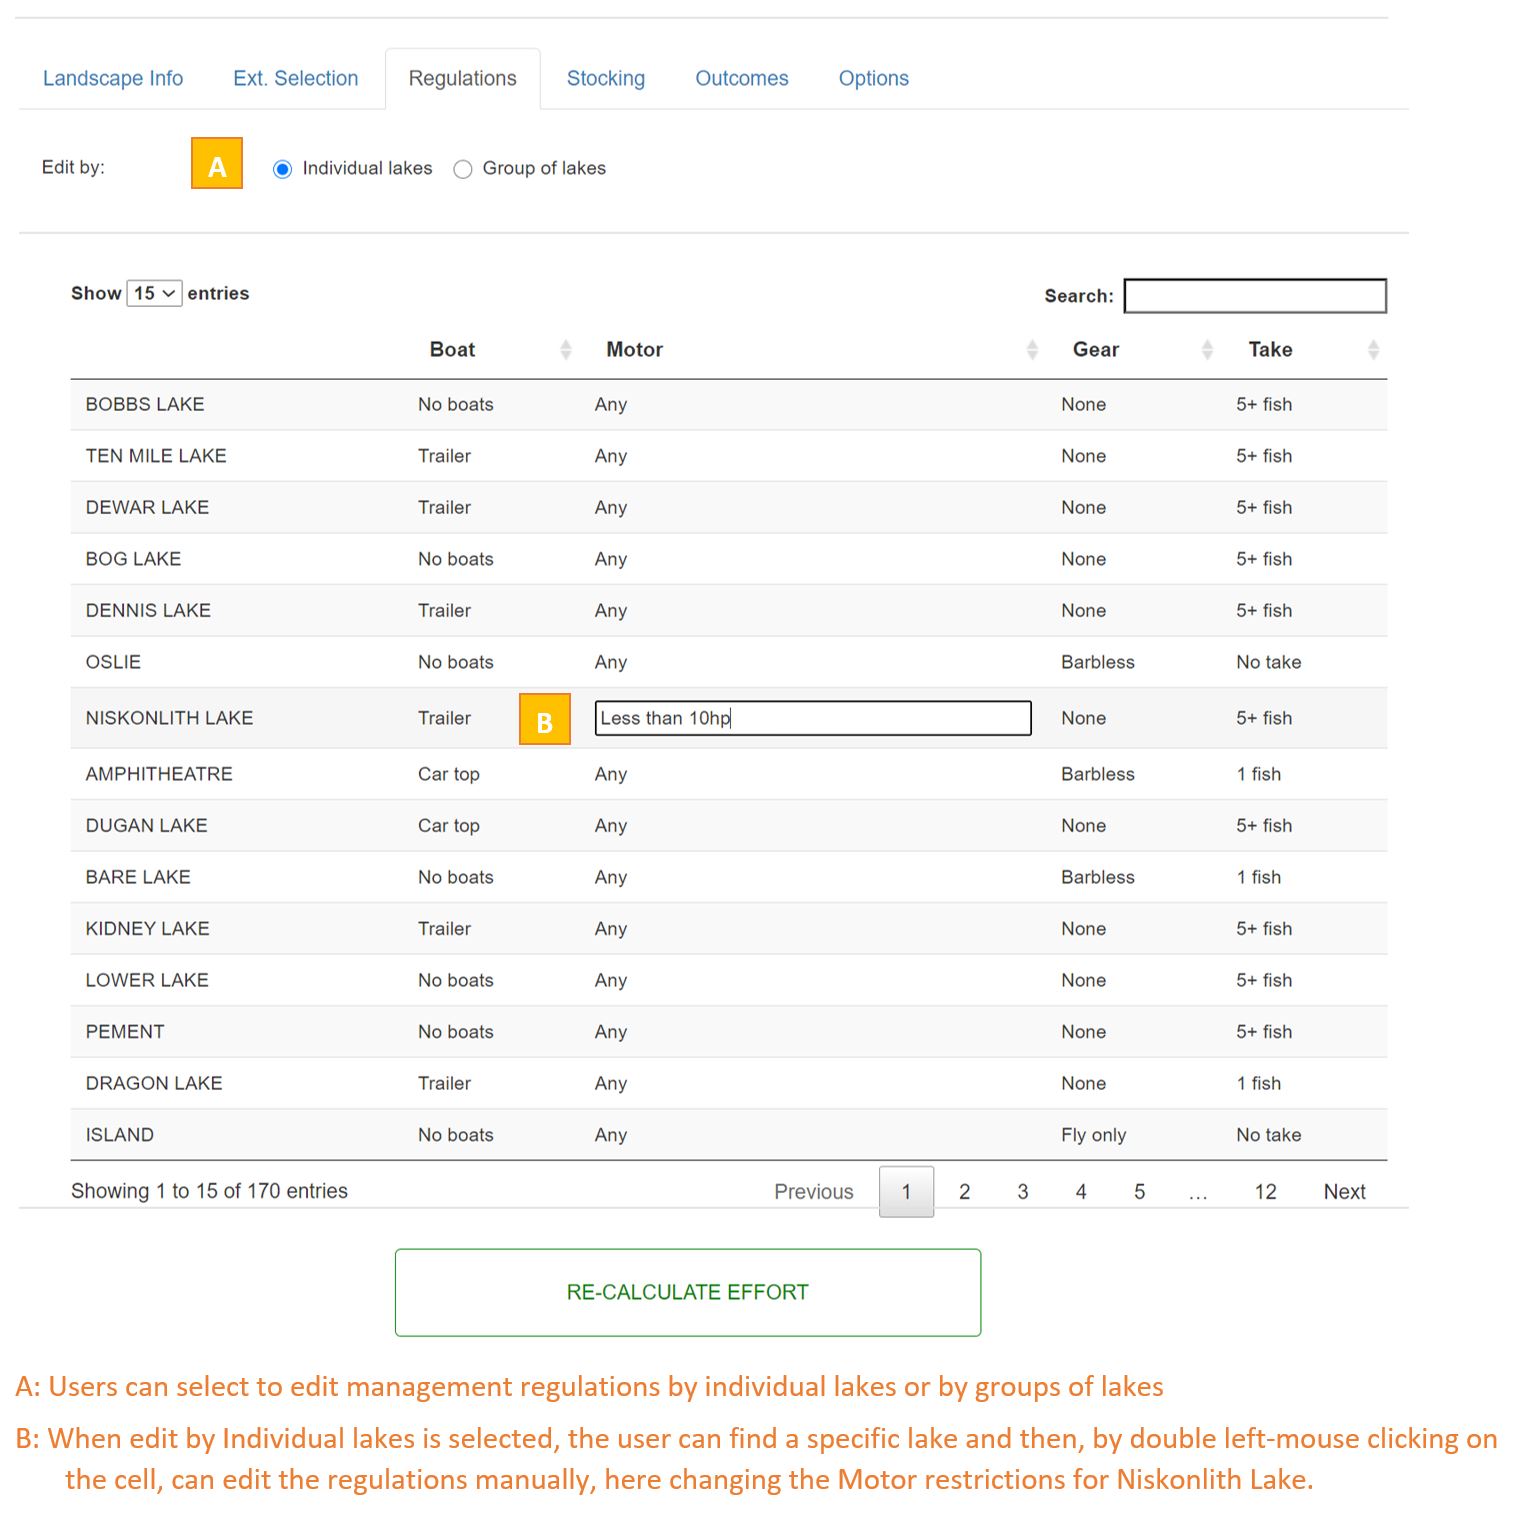 Landscape Info Ext. Selection Regulations Stocking Outcomes Options
Edit by: A Individual lakes Group of lakes
Show 15 entries Search:
Boat Motor Gear Take
BOBBS LAKE No boats Any None 5+ fish
TEN MILE LAKE Trailer Any None 5+ fish
DEWAR LAKE Trailer Any None 5+ fish
BOG LAKE No boats Any None 5+ fish
DENNIS LAKE Trailer Any None 5+ fish
OSLIE No boats Any Barbless No take
NISKONLITH LAKE Trailer B Less than 10hp None 5+ fish
AMPHITHEATRE Car top Any Barbless 1 fish
DUGAN LAKE Car top Any None 5+ fish
BARE LAKE No boats Any Barbless 1 fish
KIDNEY LAKE Trailer Any None 5+ fish
LOWER LAKE No boats Any None 5+ fish
PEMENT No boats Any None 5+ fish
DRAGON LAKE Trailer Any None 1 fish
ISLAND No boats Any Fly only No take
Showing 1 to 15 of 170 entries Previous 1 2 3 4 5 … 12 Next
RE-CALCULATE EFFORT
A: Users can select to edit management regulations by individual lakes or by groups of lakes
B: When edit by Individual lakes is selected, the user can find a specific lake and then, by double left-mouse clicking on
the cell, can edit the regulations manually, here changing the Motor restrictions for Niskonlith Lake.